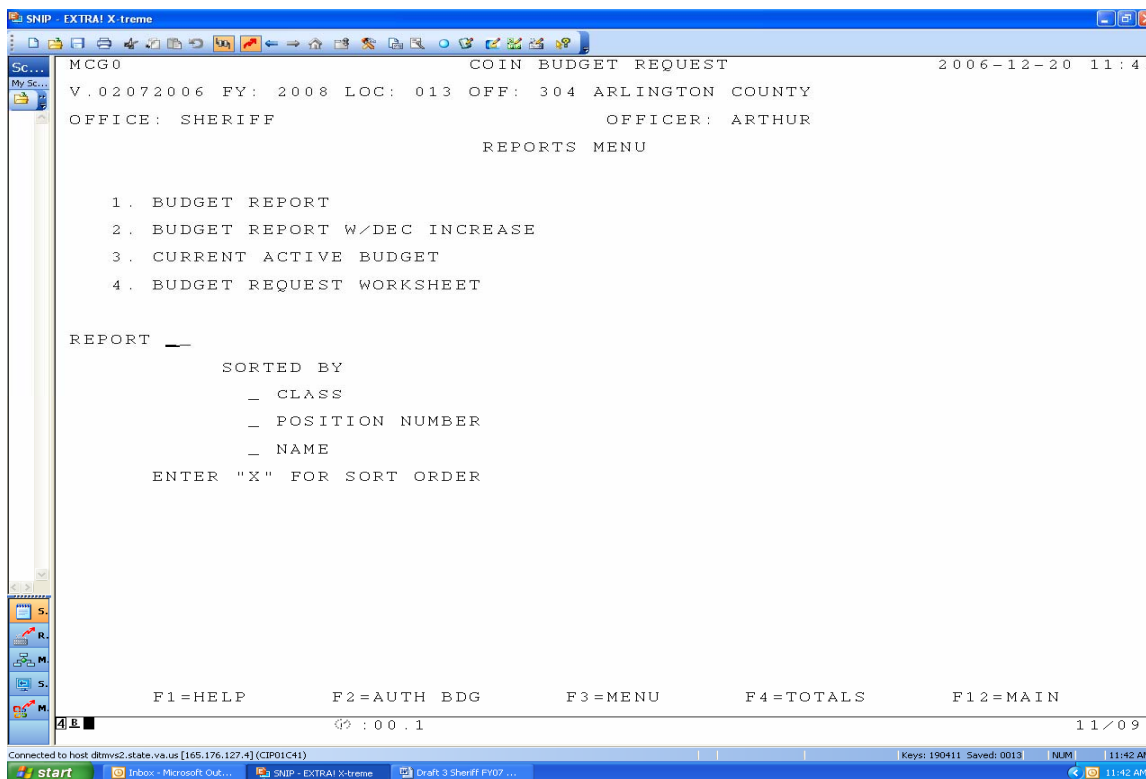 SNIP - EXTRA! X-treme
Sc...
My Sc...
MCG0 COIN BUDGET REQUEST 2006-12-20 11:4
V.02072006 FY: 2008 LOC: 013 OFF: 304 ARLINGTON COUNTY
OFFICE: SHERIFF OFFICER: ARTHUR
REPORTS MENU
1. BUDGET REPORT
2. BUDGET REPORT W/DEC INCREASE
3. CURRENT ACTIVE BUDGET
4. BUDGET REQUEST WORKSHEET
REPORT __
SORTED BY
_ CLASS
_ POSITION NUMBER
_ NAME
ENTER "X" FOR SORT ORDER
S.
R.
M.
S.
M.
F1=HELP F2=AUTH BDG F3=MENU F4=TOTALS F12=MAIN
4 B :00.1 11/09
Connected to host ditmvs2.state.va.us [165.176.127.4] (CIP01C41) Keys: 190411 Saved: 0013 NUM 11:42 AM
start Inbox - Microsoft Out... SNIP - EXTRA! X-treme Draft 3 Sheriff FY07 ... 11:42 AM